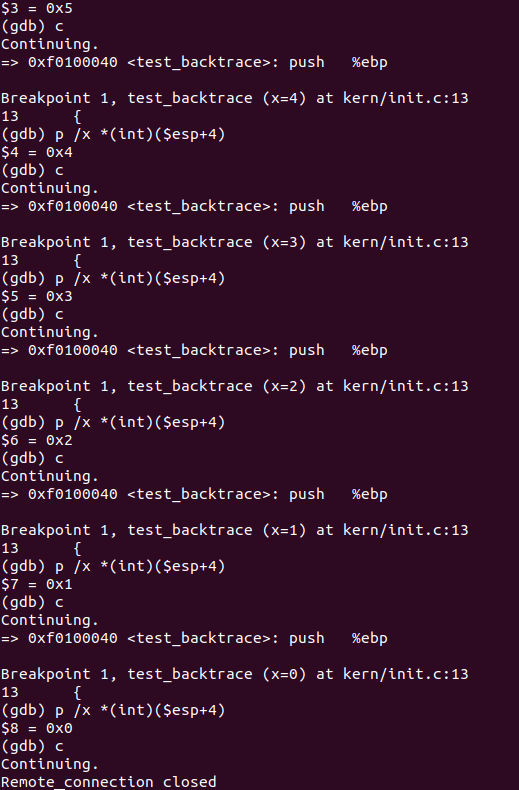 $3 = 0x5
(gdb) c
Continuing.
=> 0xf0100040 <test_backtrace>: push   %ebp

Breakpoint 1, test_backtrace (x=4) at kern/init.c:13
13      {
(gdb) p /x *(int)($esp+4)
$4 = 0x4
(gdb) c
Continuing.
=> 0xf0100040 <test_backtrace>: push   %ebp

Breakpoint 1, test_backtrace (x=3) at kern/init.c:13
13      {
(gdb) p /x *(int)($esp+4)
$5 = 0x3
(gdb) c
Continuing.
=> 0xf0100040 <test_backtrace>: push   %ebp

Breakpoint 1, test_backtrace (x=2) at kern/init.c:13
13      {
(gdb) p /x *(int)($esp+4)
$6 = 0x2
(gdb) c
Continuing.
=> 0xf0100040 <test_backtrace>: push   %ebp

Breakpoint 1, test_backtrace (x=1) at kern/init.c:13
13      {
(gdb) p /x *(int)($esp+4)
$7 = 0x1
(gdb) c
Continuing.
=> 0xf0100040 <test_backtrace>: push   %ebp

Breakpoint 1, test_backtrace (x=0) at kern/init.c:13
13      {
(gdb) p /x *(int)($esp+4)
$8 = 0x0
(gdb) c
Continuing.
Remote connection closed